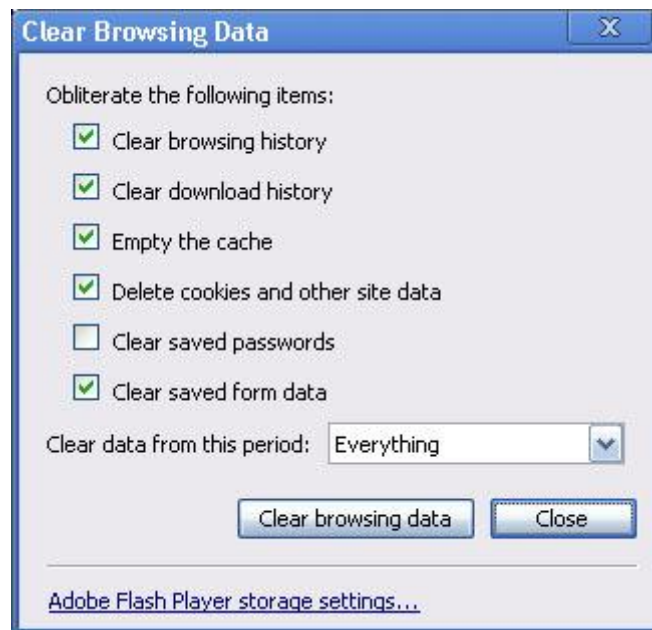 Clear Browsing Data
Obliterate the following items:
Clear browsing history
Clear download history
Empty the cache
Delete cookies and other site data
Clear saved passwords
Clear saved form data
Clear data from this period: Everything
Clear browsing data Close
Adobe Flash Player storage settings...